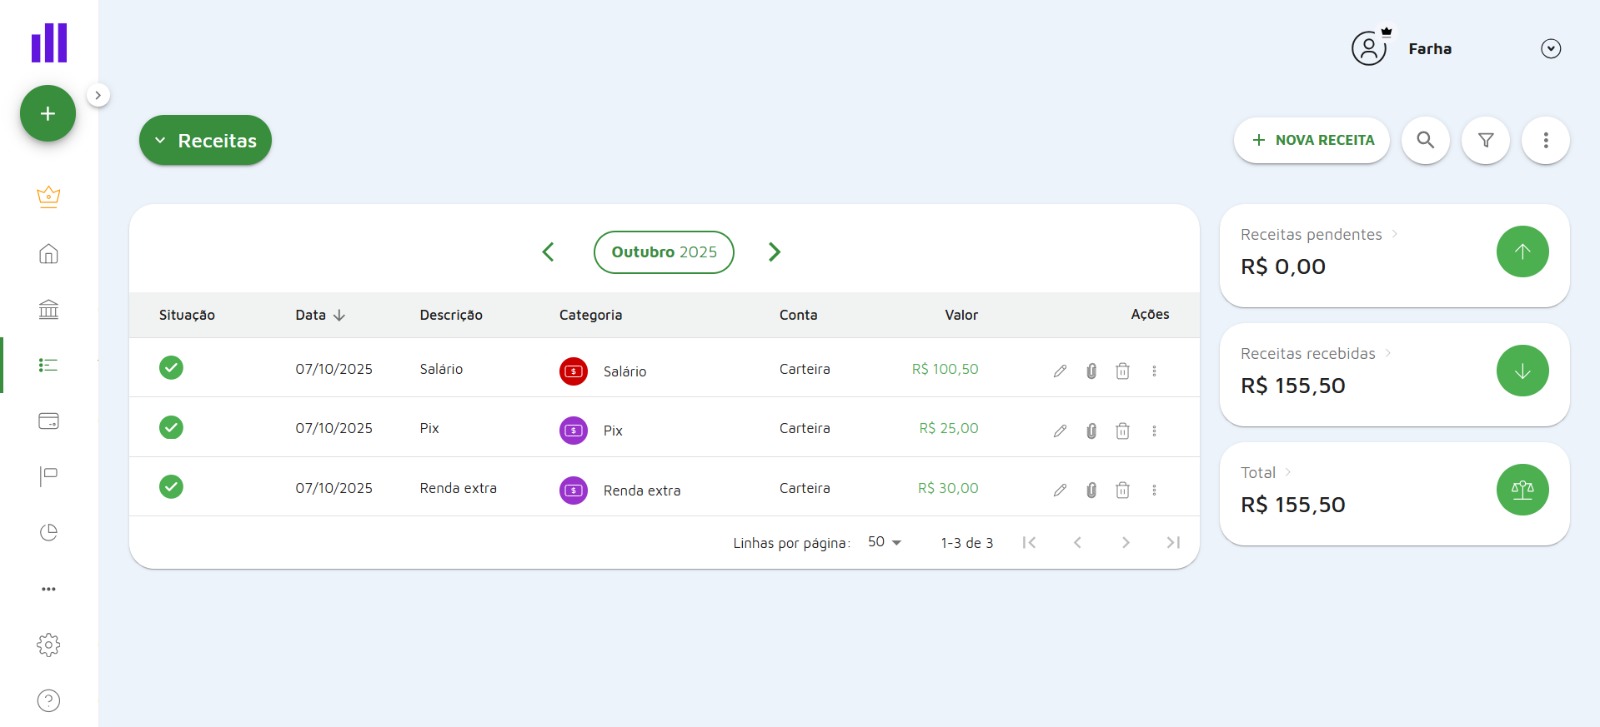 Farha
Receitas
+ NOVA RECEITA
Outubro 2025
Situação Data Descrição Categoria Conta Valor Ações
07/10/2025 Salário Salário Carteira R$ 100,50
07/10/2025 Pix Pix Carteira R$ 25,00
07/10/2025 Renda extra Renda extra Carteira R$ 30,00
Linhas por página: 50 1-3 de 3
Receitas pendentes
R$ 0,00
Receitas recebidas
R$ 155,50
Total
R$ 155,50